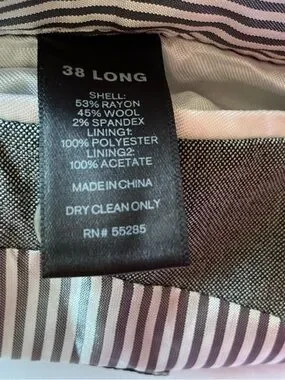 38 LONG
SHELL:
53% RAYON
45% WOOL
2% SPANDEX
LINING1:
100% POLYESTER
LINING2:
100% ACETATE
MADE IN CHINA
DRY CLEAN ONLY
RN# 55285